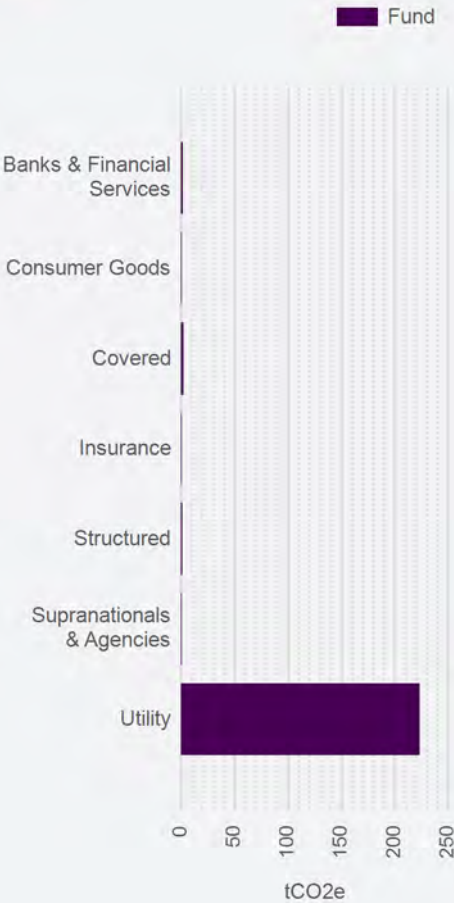 Fund
Banks & Financial
Services
Consumer Goods
Covered
Insurance
Structured
Supranationals
& Agencies
Utility
0
50
100
150
200
250
tCO2e